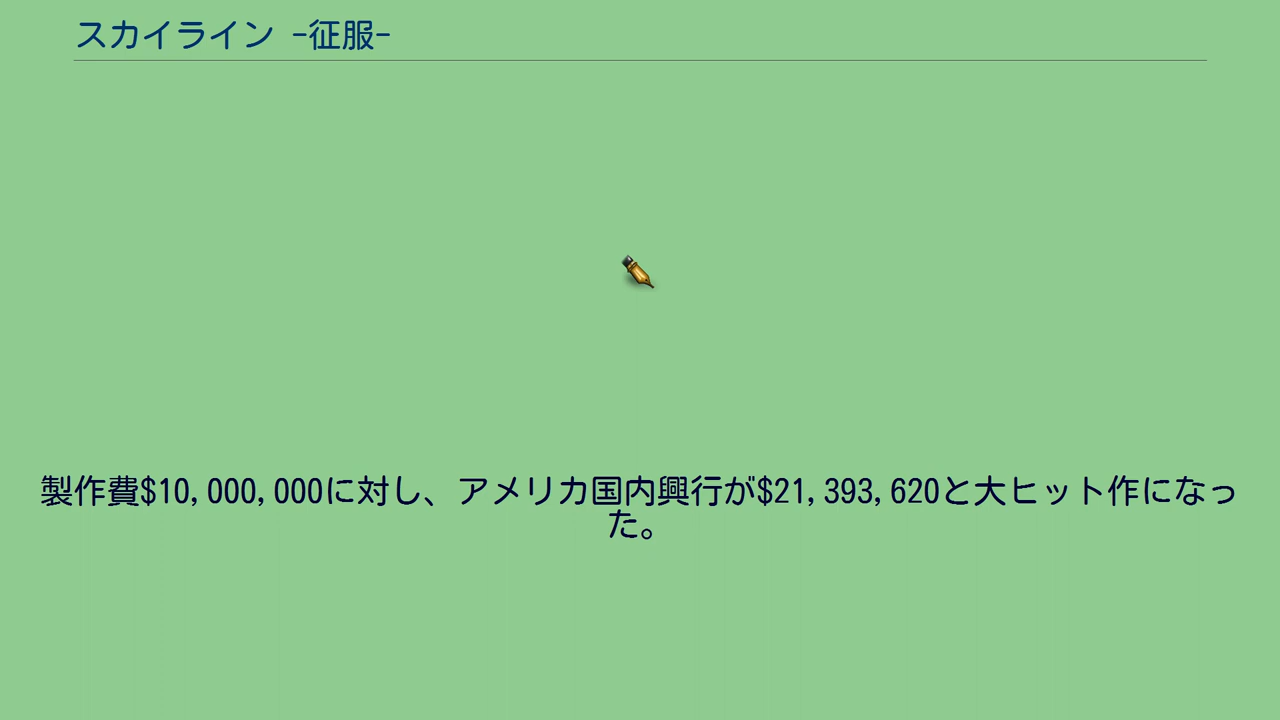 スカイライン -征服-
製作費$10,000,000に対し、アメリカ国内興行が$21,393,620と大ヒット作になっ
た。